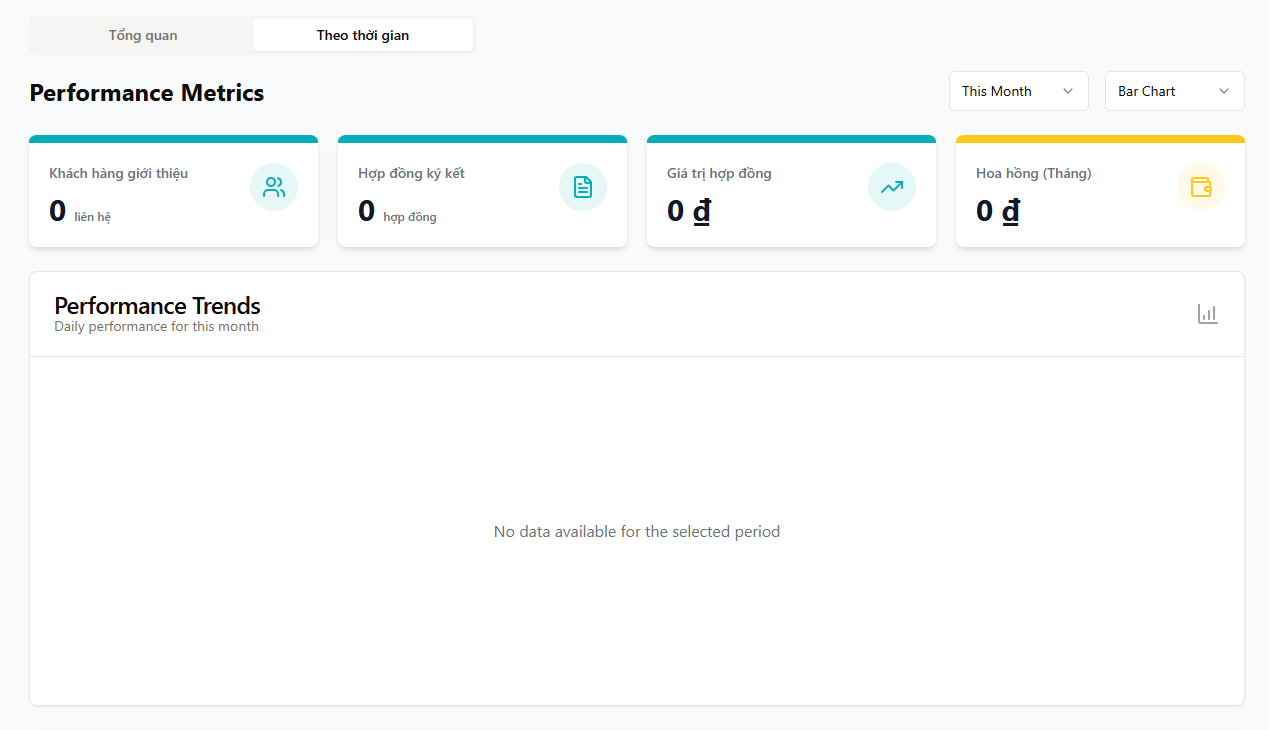 Tổng quan
Theo thời gian
Performance Metrics
This Month
Bar Chart
Khách hàng giới thiệu
0 liên hệ
Hợp đồng ký kết
0 hợp đồng
Giá trị hợp đồng
0 ₫
Hoa hồng (Tháng)
0 ₫
Performance Trends
Daily performance for this month
No data available for the selected period